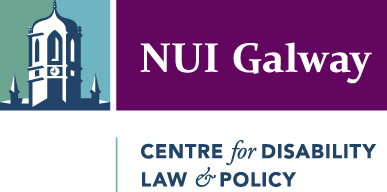 NUI Galway
CENTRE for DISABILITY
LAW & POLICY